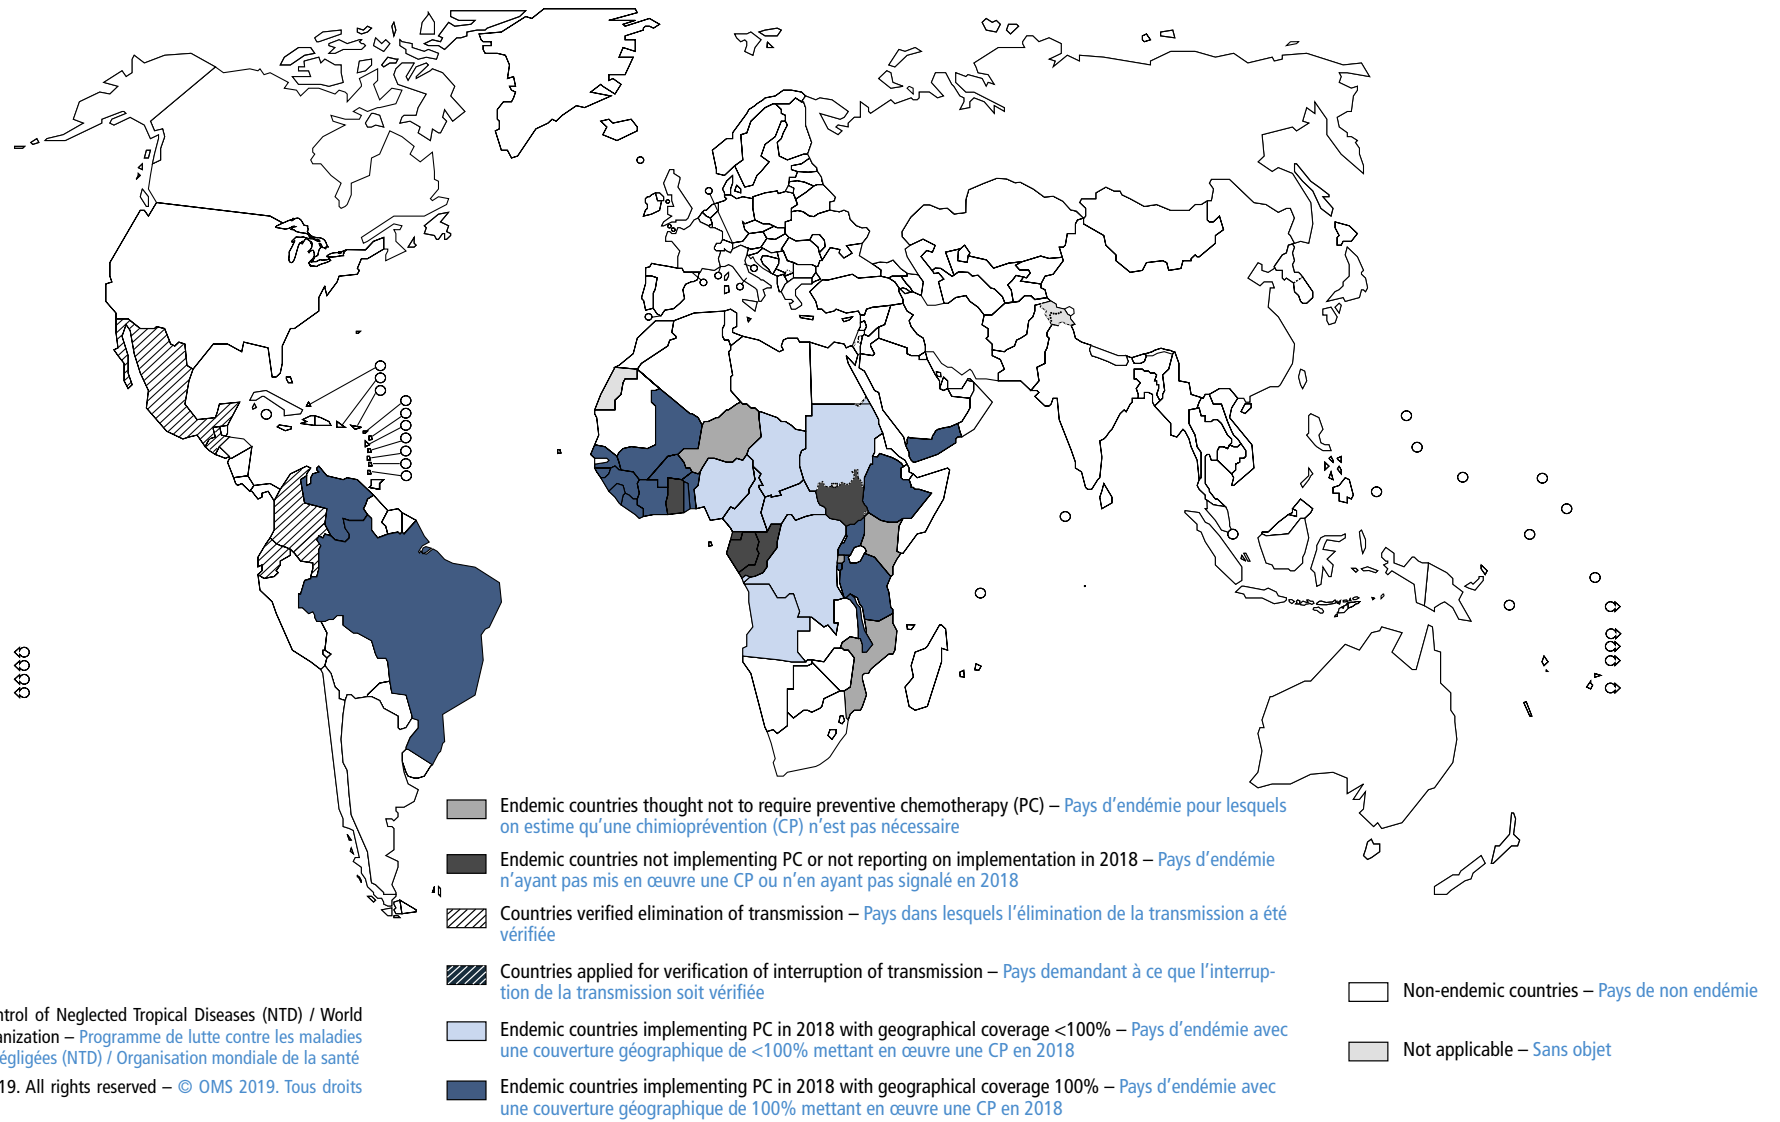 Endemic countries thought not to require preventive chemotherapy (PC) – Pays d'endémie pour lesquels
on estime qu'une chimioprévention (CP) n'est pas nécessaire
Endemic countries not implementing PC or not reporting on implementation in 2018 – Pays d'endémie
n'ayant pas mis en œuvre une CP ou n'en ayant pas signalé en 2018
Countries verified elimination of transmission – Pays dans lesquels l'élimination de la transmission a été
vérifiée
Countries applied for verification of interruption of transmission – Pays demandant à ce que l'interrup-
tion de la transmission soit vérifiée
Endemic countries implementing PC in 2018 with geographical coverage <100% – Pays d'endémie avec
une couverture géographique de <100% mettant en œuvre une CP en 2018
Endemic countries implementing PC in 2018 with geographical coverage 100% – Pays d'endémie avec
une couverture géographique de 100% mettant en œuvre une CP en 2018
Non-endemic countries – Pays de non endémie
Not applicable – Sans objet
ntrol of Neglected Tropical Diseases (NTD) / World
anization – Programme de lutte contre les maladies
égligées (NTD) / Organisation mondiale de la santé
19. All rights reserved – © OMS 2019. Tous droits